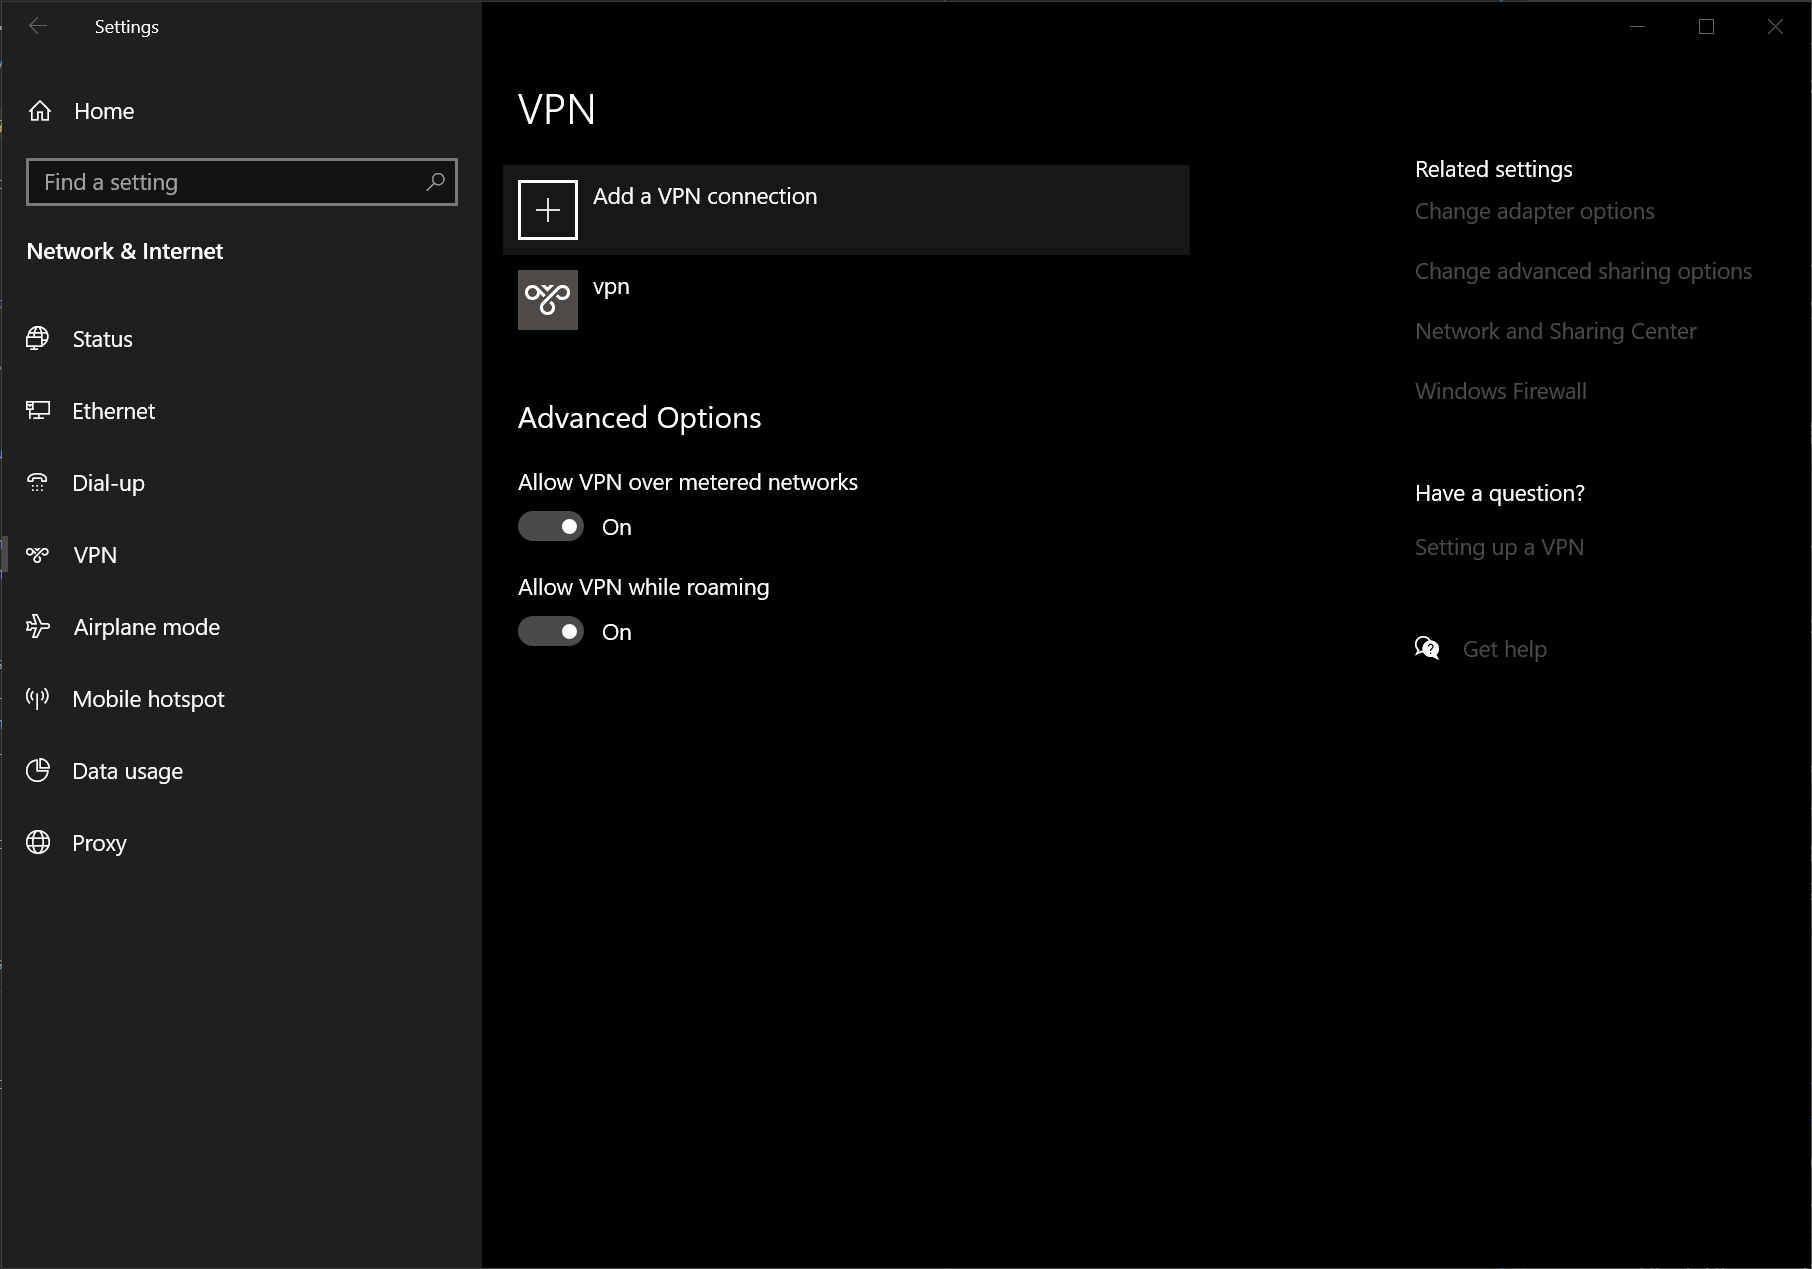 Settings
Home
Find a setting
Network & Internet
Status
Ethernet
Dial-up
VPN
Airplane mode
Mobile hotspot
Data usage
Proxy
VPN
Add a VPN connection
vpn
Advanced Options
Allow VPN over metered networks
On
Allow VPN while roaming
On
Related settings
Change adapter options
Change advanced sharing options
Network and Sharing Center
Windows Firewall
Have a question?
Setting up a VPN
Get help